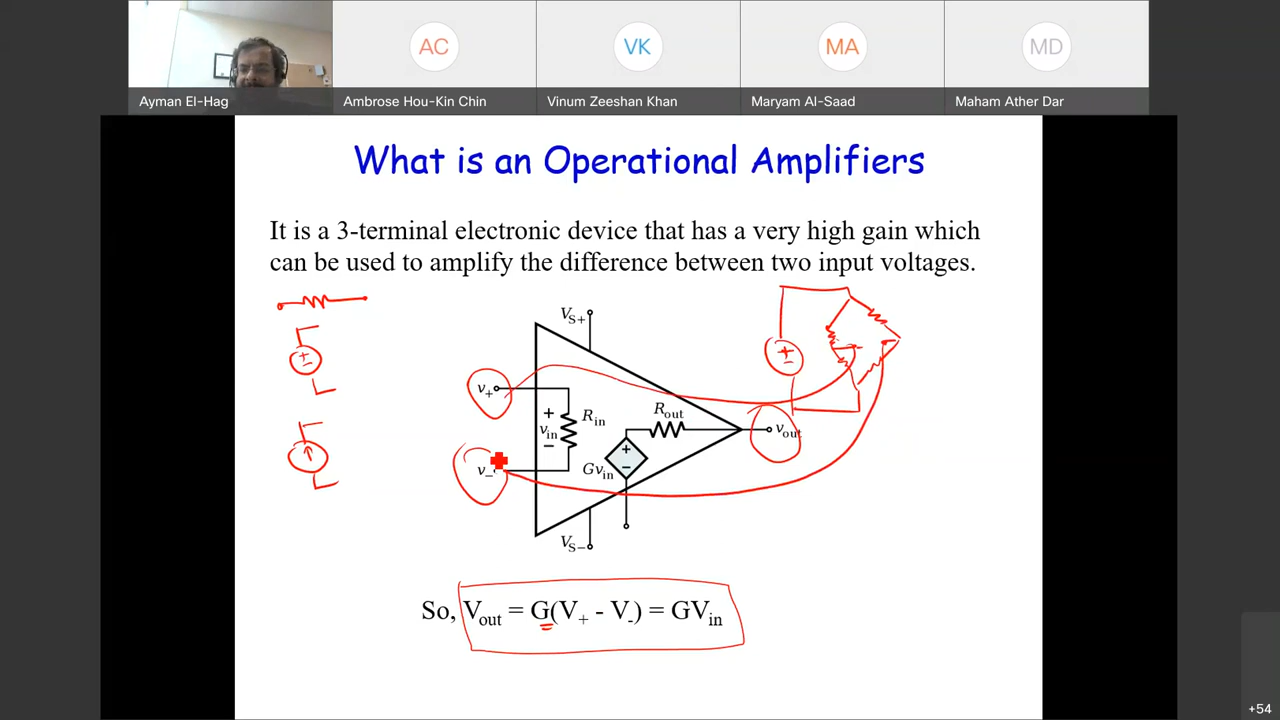 AC
VK
MA
MD
Ayman El-Hag
Ambrose Hou-Kin Chin
Vinum Zeeshan Khan
Maryam Al-Saad
Maham Ather Dar
What is an Operational Amplifiers
It is a 3-terminal electronic device that has a very high gain which
can be used to amplify the difference between two input voltages.
VS+
v+
+
vin
−
Rin
Rout
+
−
Gvin
vout
v−
VS−
+
−
±
±
So, Vout = G(V+ - V-) = GVin
+54